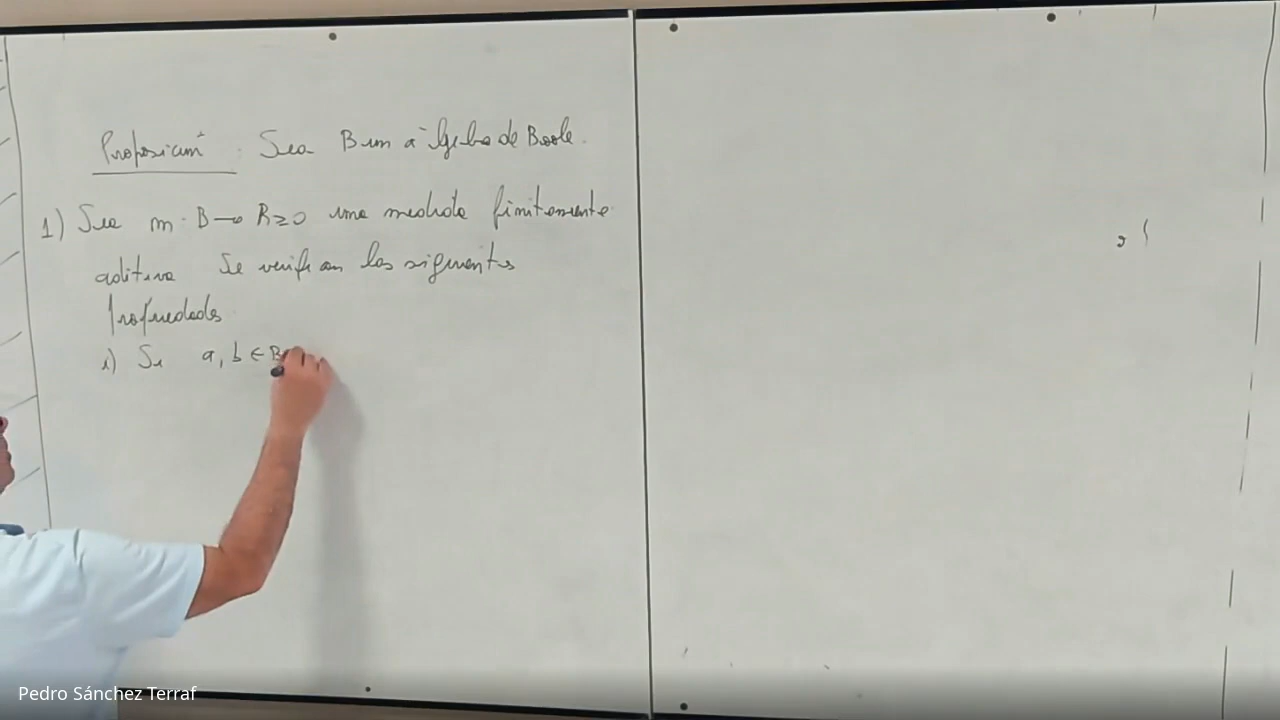 Proposición: Sea B un álgebra de Boole.
1) Sea m: B → R≥0 una medida finitamente
aditiva. Se verifican las siguientes
propiedades
i) Si a, b ∈ B
Pedro Sánchez Terraf